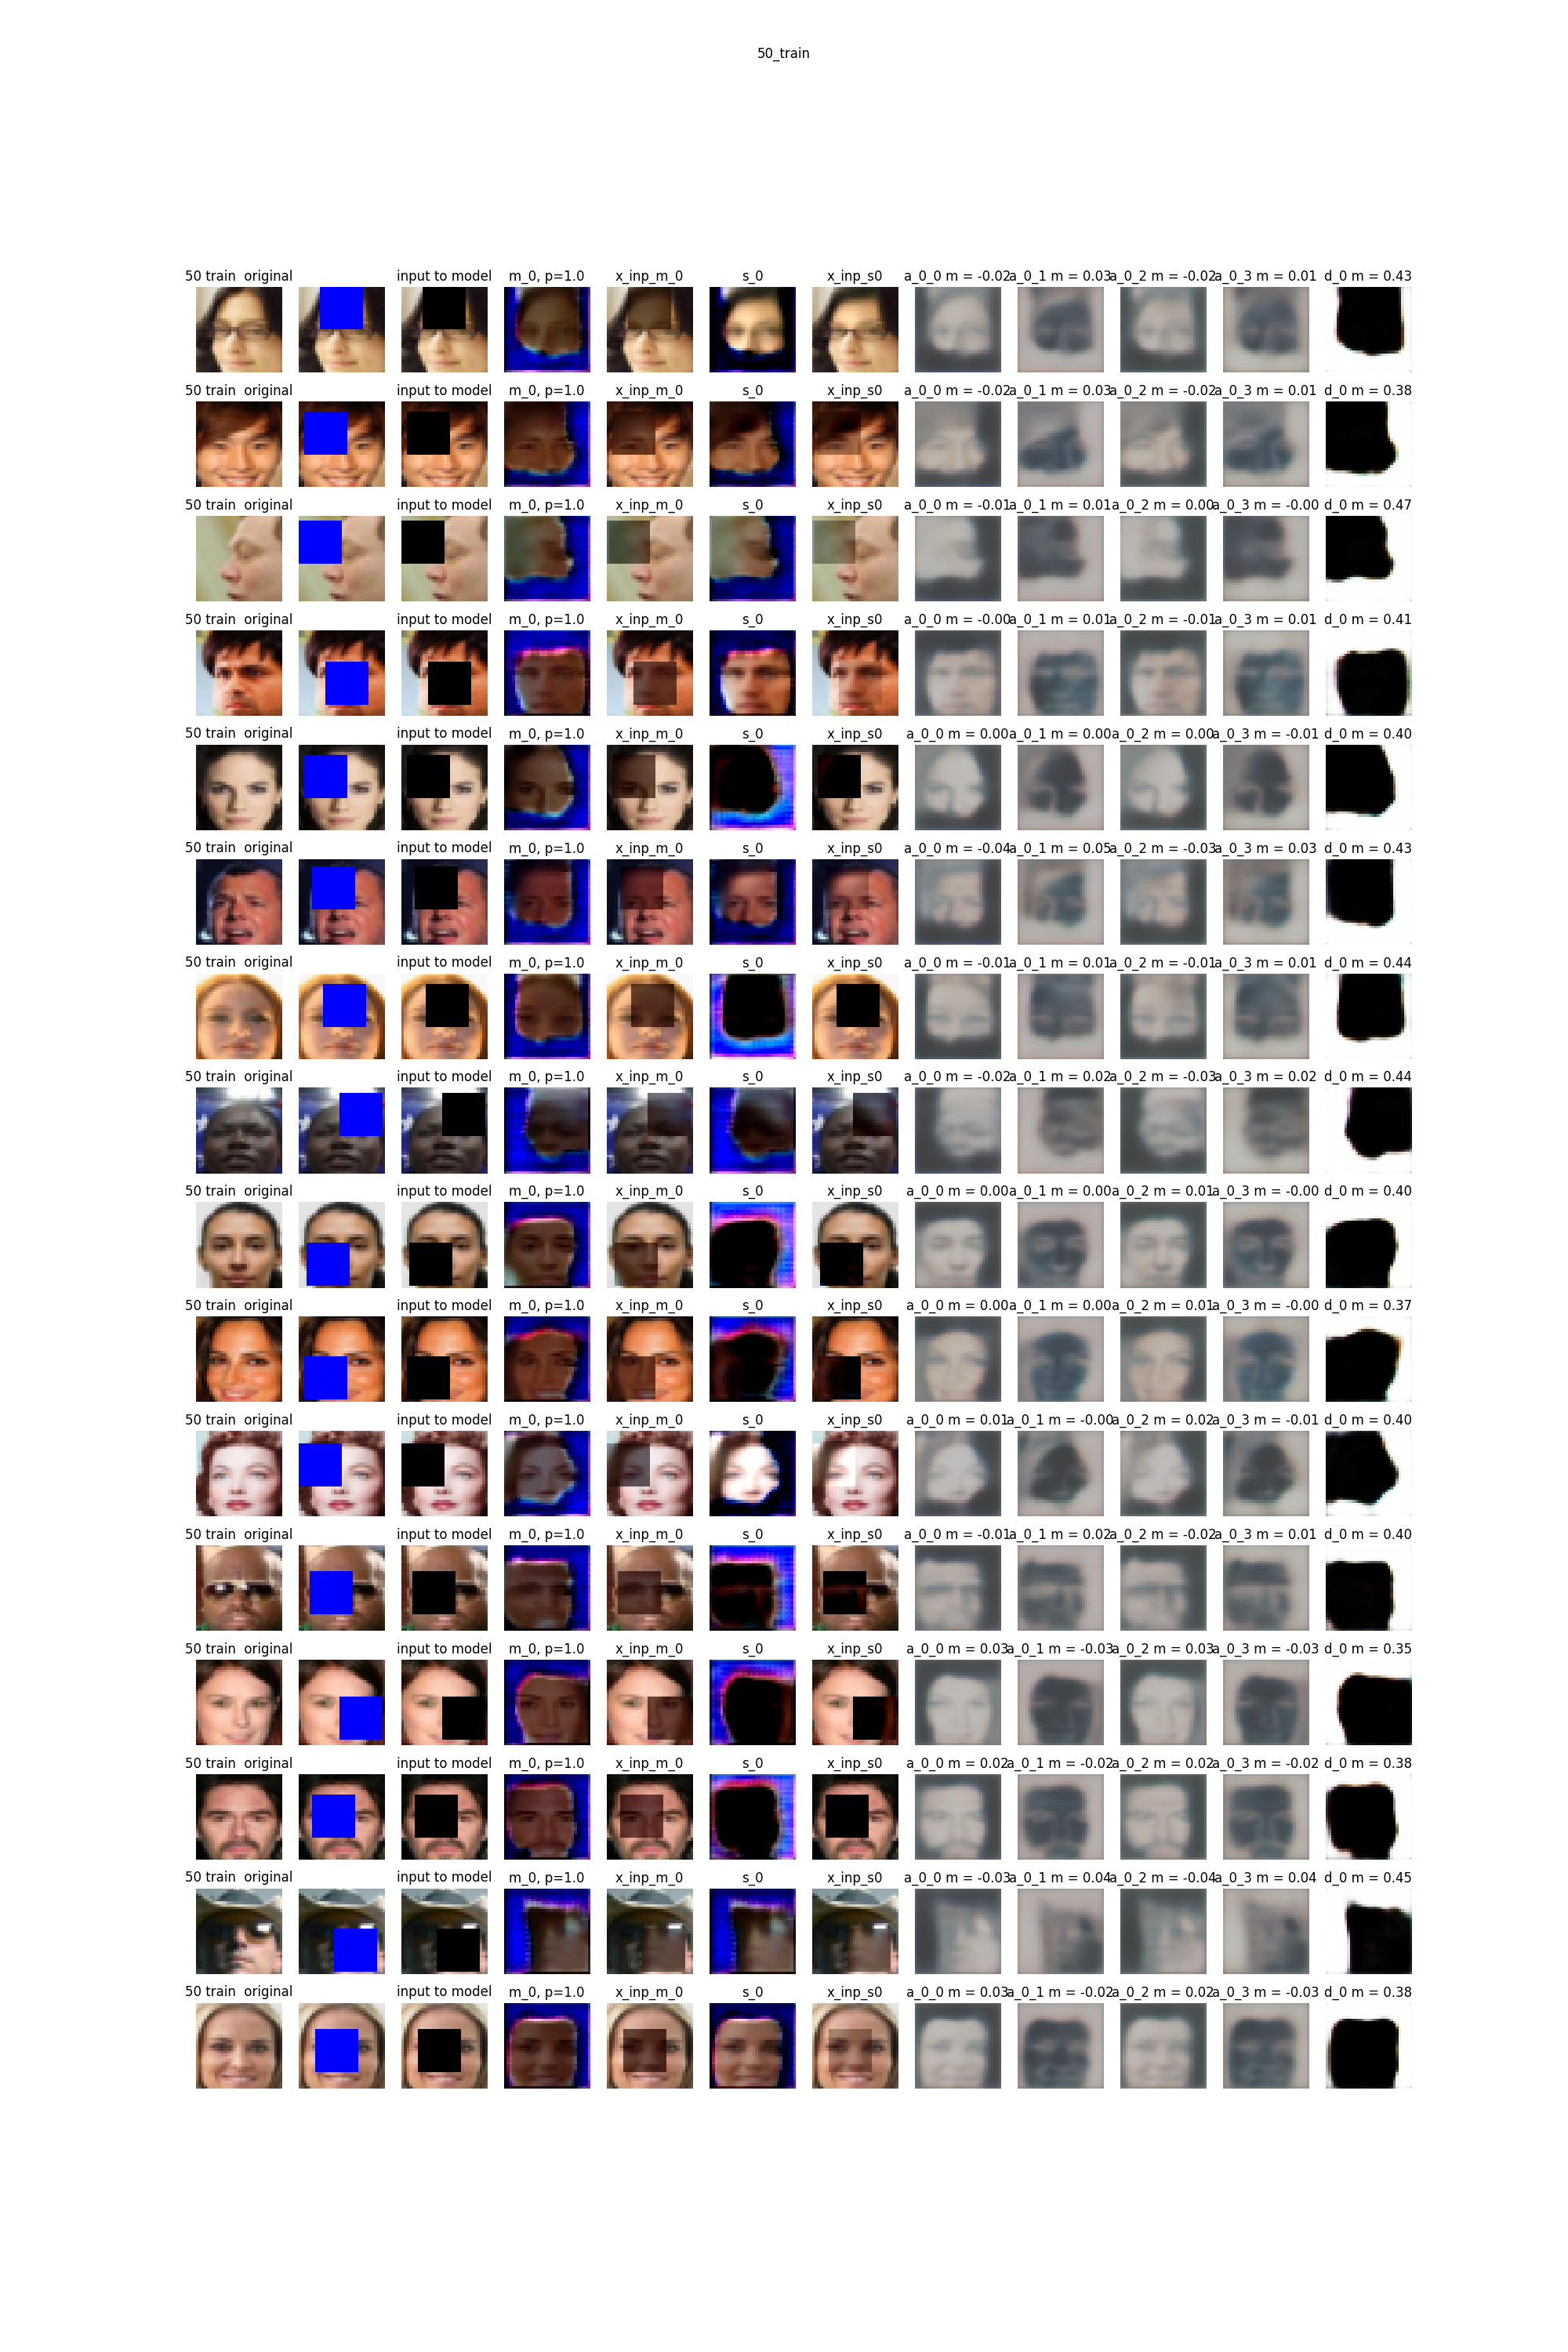 50_train
50 train  original input to model m_0, p=1.0 x_inp_m_0 s_0 x_inp_s0 a_0_0 m = -0.02 a_0_1 m = 0.03 a_0_2 m = -0.02 a_0_3 m = 0.01 d_0 m = 0.43
50 train  original input to model m_0, p=1.0 x_inp_m_0 s_0 x_inp_s0 a_0_0 m = -0.02 a_0_1 m = 0.03 a_0_2 m = -0.02 a_0_3 m = 0.01 d_0 m = 0.38
50 train  original input to model m_0, p=1.0 x_inp_m_0 s_0 x_inp_s0 a_0_0 m = -0.01 a_0_1 m = 0.01 a_0_2 m = 0.00 a_0_3 m = -0.00 d_0 m = 0.47
50 train  original input to model m_0, p=1.0 x_inp_m_0 s_0 x_inp_s0 a_0_0 m = -0.00 a_0_1 m = 0.01 a_0_2 m = -0.01 a_0_3 m = 0.01 d_0 m = 0.41
50 train  original input to model m_0, p=1.0 x_inp_m_0 s_0 x_inp_s0 a_0_0 m = 0.00 a_0_1 m = 0.00 a_0_2 m = 0.00 a_0_3 m = -0.01 d_0 m = 0.40
50 train  original input to model m_0, p=1.0 x_inp_m_0 s_0 x_inp_s0 a_0_0 m = -0.04 a_0_1 m = 0.05 a_0_2 m = -0.03 a_0_3 m = 0.03 d_0 m = 0.43
50 train  original input to model m_0, p=1.0 x_inp_m_0 s_0 x_inp_s0 a_0_0 m = -0.01 a_0_1 m = 0.01 a_0_2 m = -0.01 a_0_3 m = 0.01 d_0 m = 0.44
50 train  original input to model m_0, p=1.0 x_inp_m_0 s_0 x_inp_s0 a_0_0 m = -0.02 a_0_1 m = 0.02 a_0_2 m = -0.03 a_0_3 m = 0.02 d_0 m = 0.44
50 train  original input to model m_0, p=1.0 x_inp_m_0 s_0 x_inp_s0 a_0_0 m = 0.00 a_0_1 m = 0.00 a_0_2 m = 0.01 a_0_3 m = -0.00 d_0 m = 0.40
50 train  original input to model m_0, p=1.0 x_inp_m_0 s_0 x_inp_s0 a_0_0 m = 0.00 a_0_1 m = 0.00 a_0_2 m = 0.01 a_0_3 m = -0.00 d_0 m = 0.37
50 train  original input to model m_0, p=1.0 x_inp_m_0 s_0 x_inp_s0 a_0_0 m = 0.01 a_0_1 m = -0.00 a_0_2 m = 0.02 a_0_3 m = -0.01 d_0 m = 0.40
50 train  original input to model m_0, p=1.0 x_inp_m_0 s_0 x_inp_s0 a_0_0 m = -0.01 a_0_1 m = 0.02 a_0_2 m = -0.02 a_0_3 m = 0.01 d_0 m = 0.40
50 train  original input to model m_0, p=1.0 x_inp_m_0 s_0 x_inp_s0 a_0_0 m = 0.03 a_0_1 m = -0.03 a_0_2 m = 0.03 a_0_3 m = -0.03 d_0 m = 0.35
50 train  original input to model m_0, p=1.0 x_inp_m_0 s_0 x_inp_s0 a_0_0 m = 0.02 a_0_1 m = -0.02 a_0_2 m = 0.02 a_0_3 m = -0.02 d_0 m = 0.38
50 train  original input to model m_0, p=1.0 x_inp_m_0 s_0 x_inp_s0 a_0_0 m = -0.03 a_0_1 m = 0.04 a_0_2 m = -0.04 a_0_3 m = 0.04 d_0 m = 0.45
50 train  original input to model m_0, p=1.0 x_inp_m_0 s_0 x_inp_s0 a_0_0 m = 0.03 a_0_1 m = -0.02 a_0_2 m = 0.02 a_0_3 m = -0.03 d_0 m = 0.38